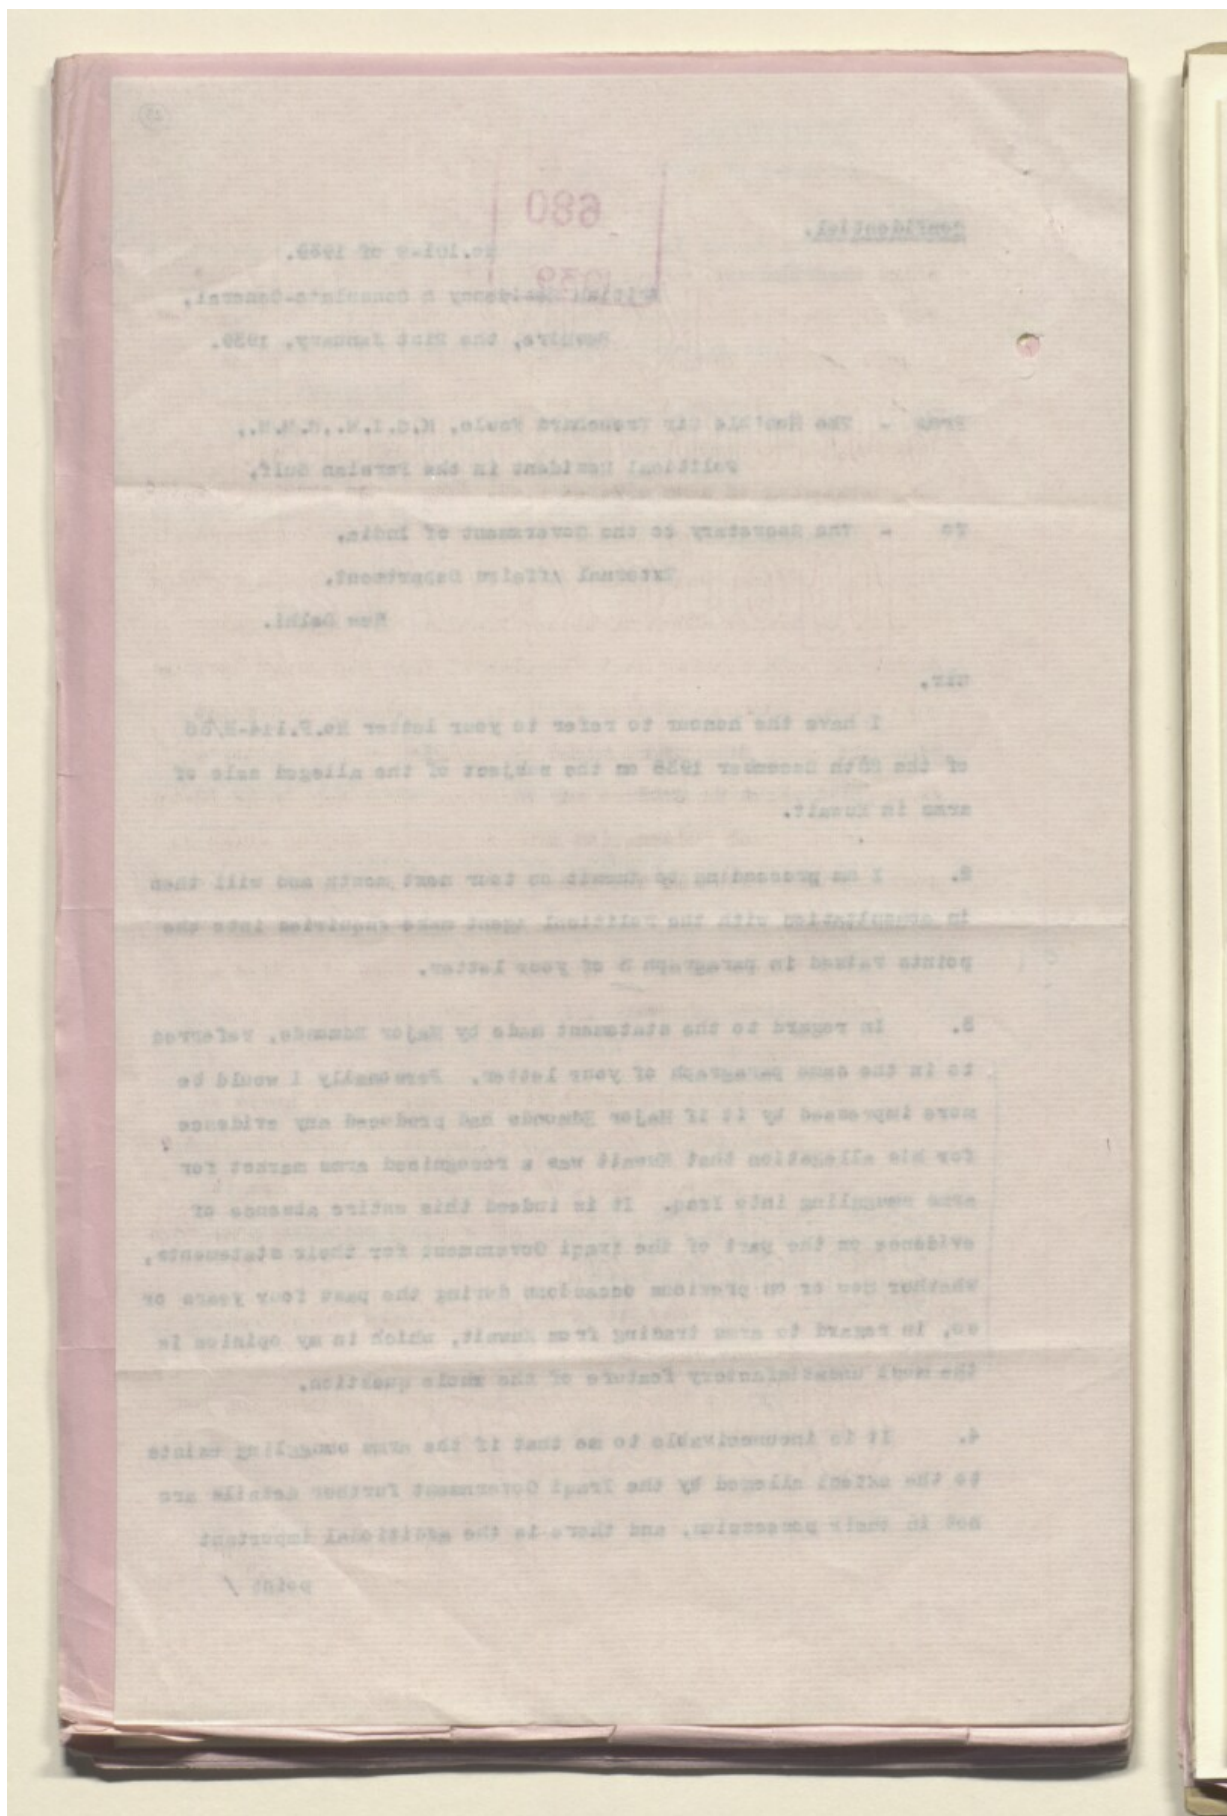 680
Confidential.
of 1939.
British Residency & Consulate-General,
Bushire, the 21st January, 1939.
From - The Hon'ble Sir Trenchard Fowle, K.C.I.E., C.B.E.,
Political Resident in the Persian Gulf,
To - The Secretary to the Government of India,
External Affairs Department,
New Delhi.
Sir,
I have the honour to refer to your letter
of the 28th December 1938 on the subject of the alleged sale of
arms in Kuwait.
2. I am proceeding to Kuwait on tour next month and will then
in consultation with the Political Agent make enquiries into the
points raised in paragraph 3 of your letter.
3. In regard to the statement made by Major Edmonds, referred
to in the same paragraph of your letter. Personally I would be
more impressed by it if Major Edmonds had produced any evidence
for his allegation that Kuwait was a recognised arms market for
arms smuggling into Iraq. It is indeed this entire absence of
evidence on the part of the Iraqi Government for their statements,
whether now or on previous occasions during the past four years or
so, in regard to arms trading from Kuwait, which in my opinion is
the most unsatisfactory feature of the whole question.
4. It is inconceivable to me that if the arms smuggling exists
to the extent alleged by the Iraqi Government further details are
not in their possession, and there is the additional important
point /